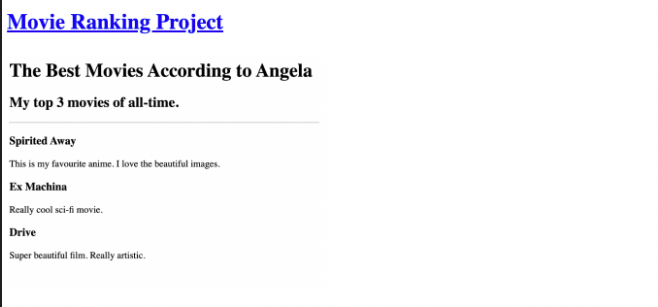 Movie Ranking Project
The Best Movies According to Angela
My top 3 movies of all-time.
Spirited Away
This is my favourite anime. I love the beautiful images.
Ex Machina
Really cool sci-fi movie.
Drive
Super beautiful film. Really artistic.